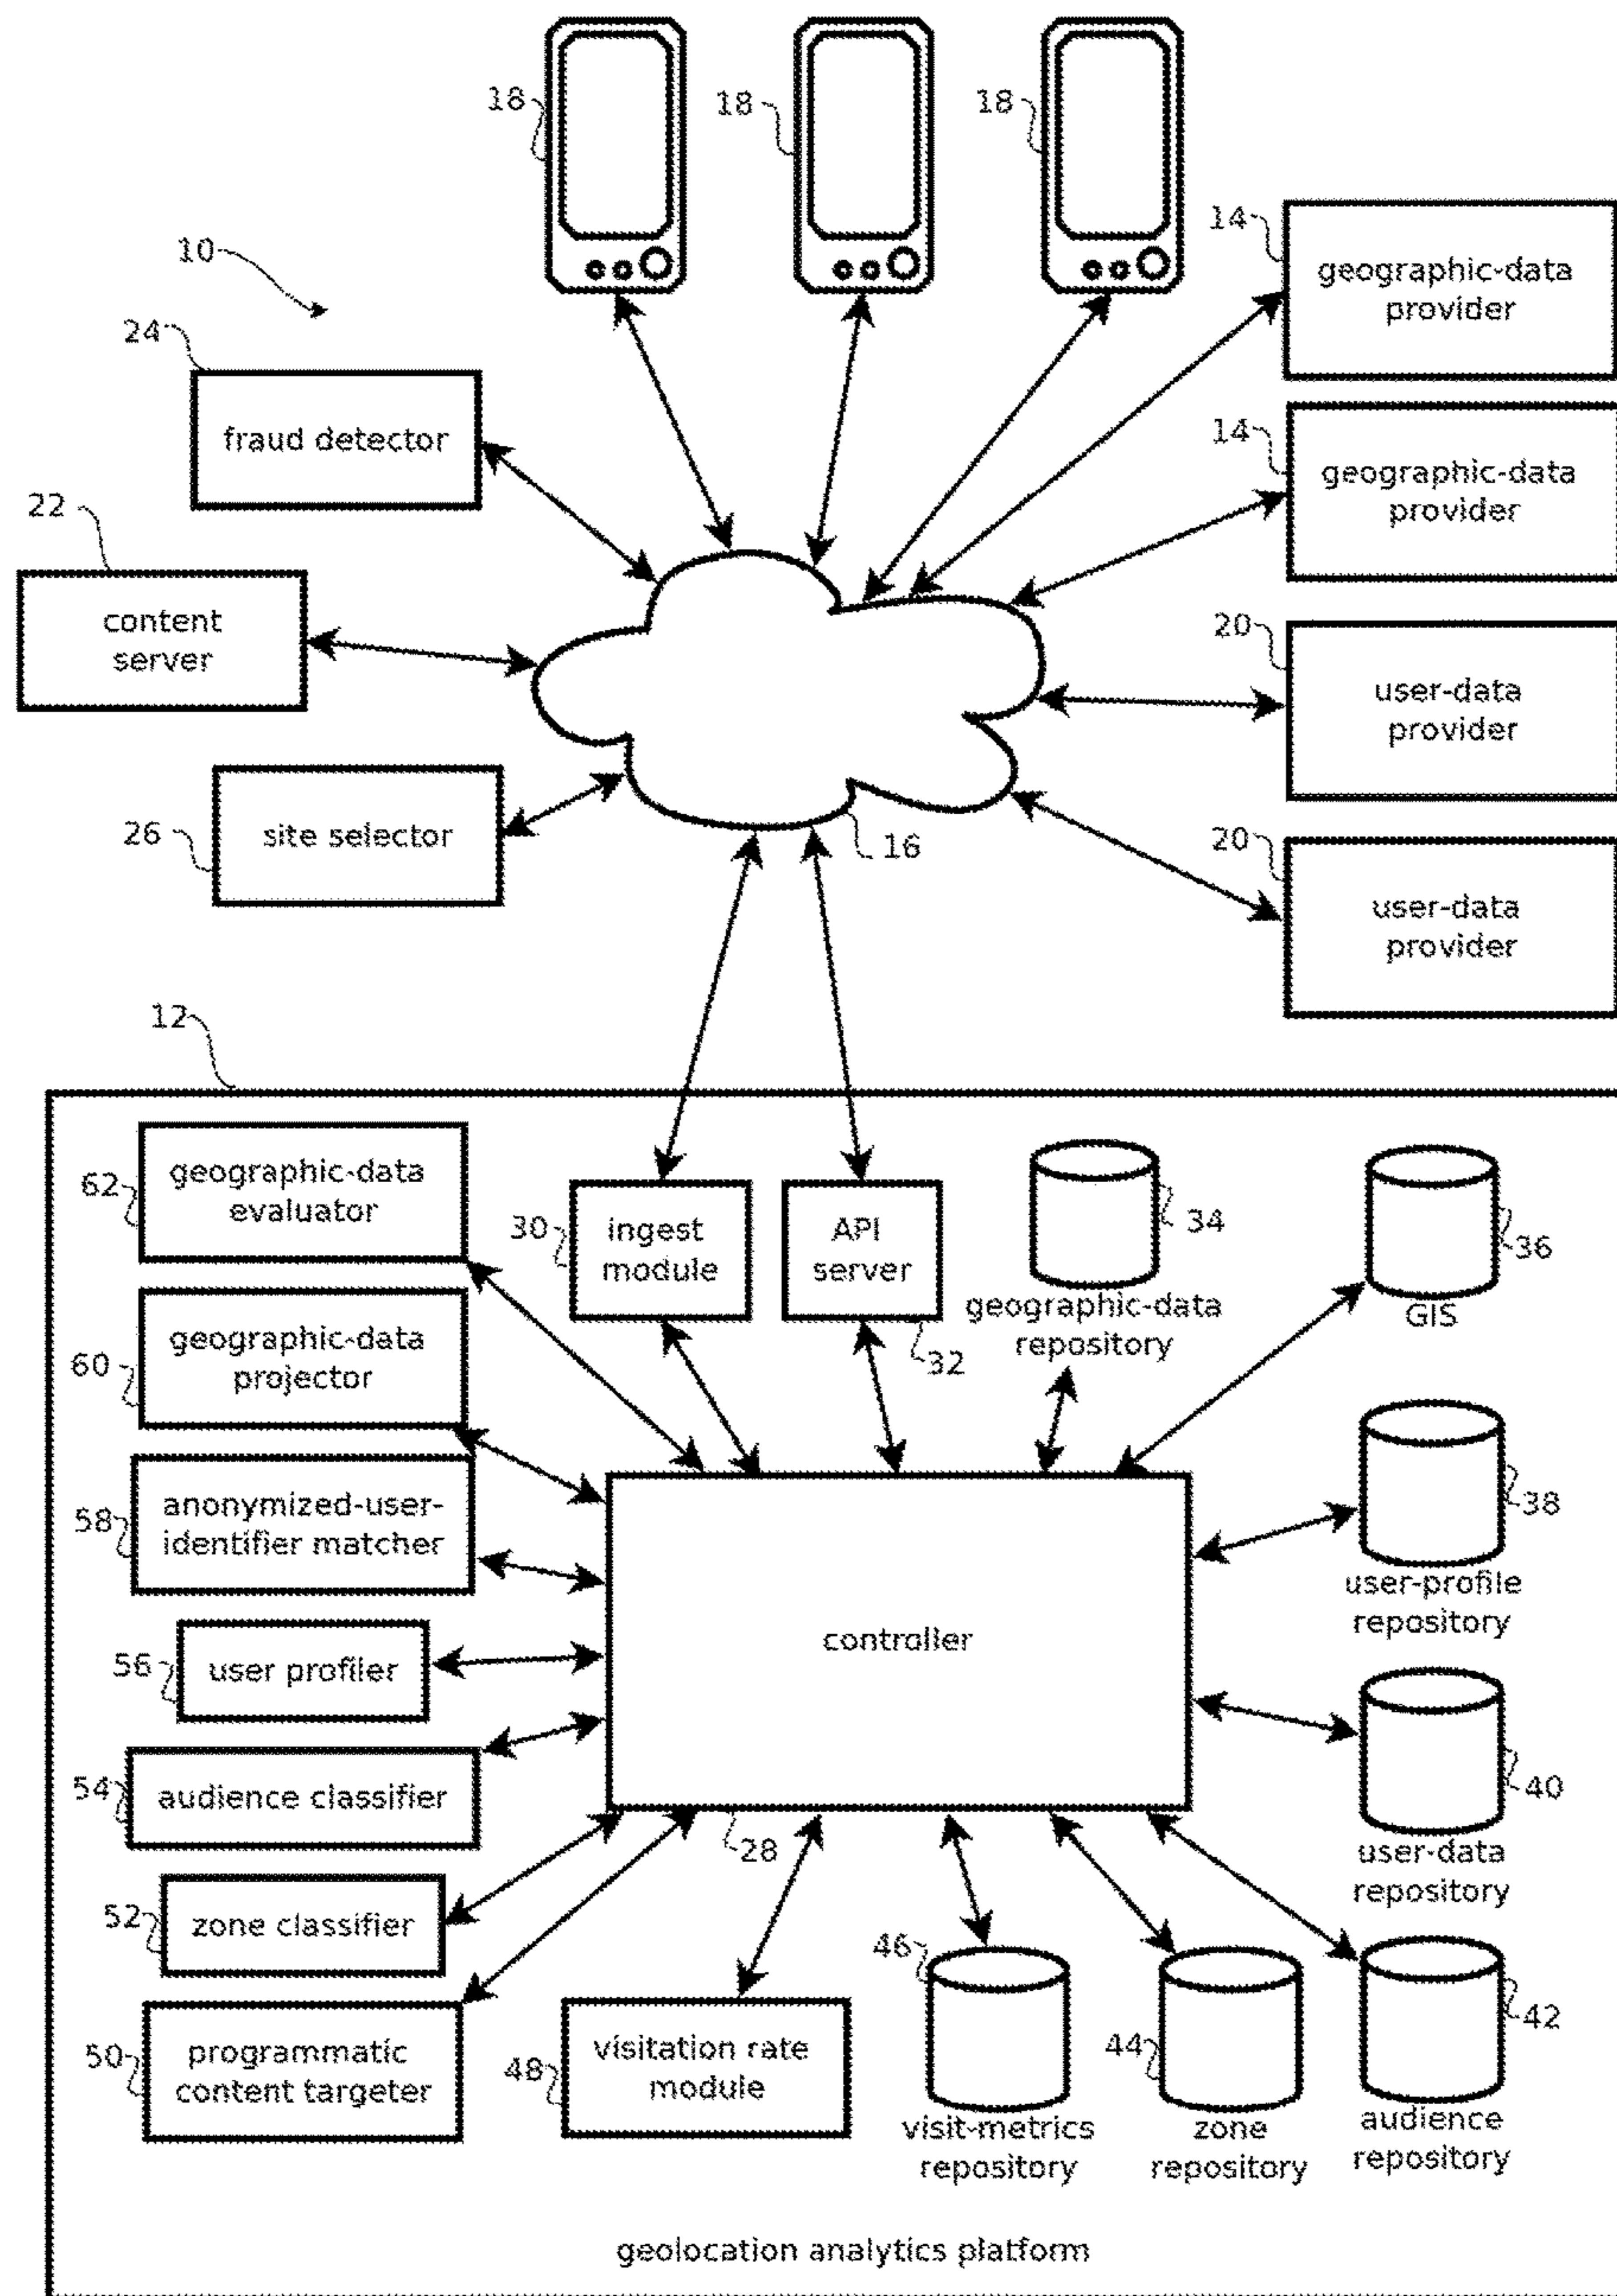 18
18
18
10
14
geographic-data
provider
24
fraud detector
14
geographic-data
provider
22
content
server
20
user-data
provider
26
site selector
16
20
user-data
provider
12
62
geographic-data
evaluator
30
ingest
module
API
server
32
34
geographic-data
repository
36
GIS
60
geographic-data
projector
58
anonymized-user-
identifier matcher
38
user-profile
repository
controller
56
user profiler
54
audience classifier
28
40
user-data
repository
52
zone classifier
50
programmatic
content targeter
48
visitation rate
module
46
visit-metrics
repository
44
zone
repository
42
audience
repository
geolocation analytics platform